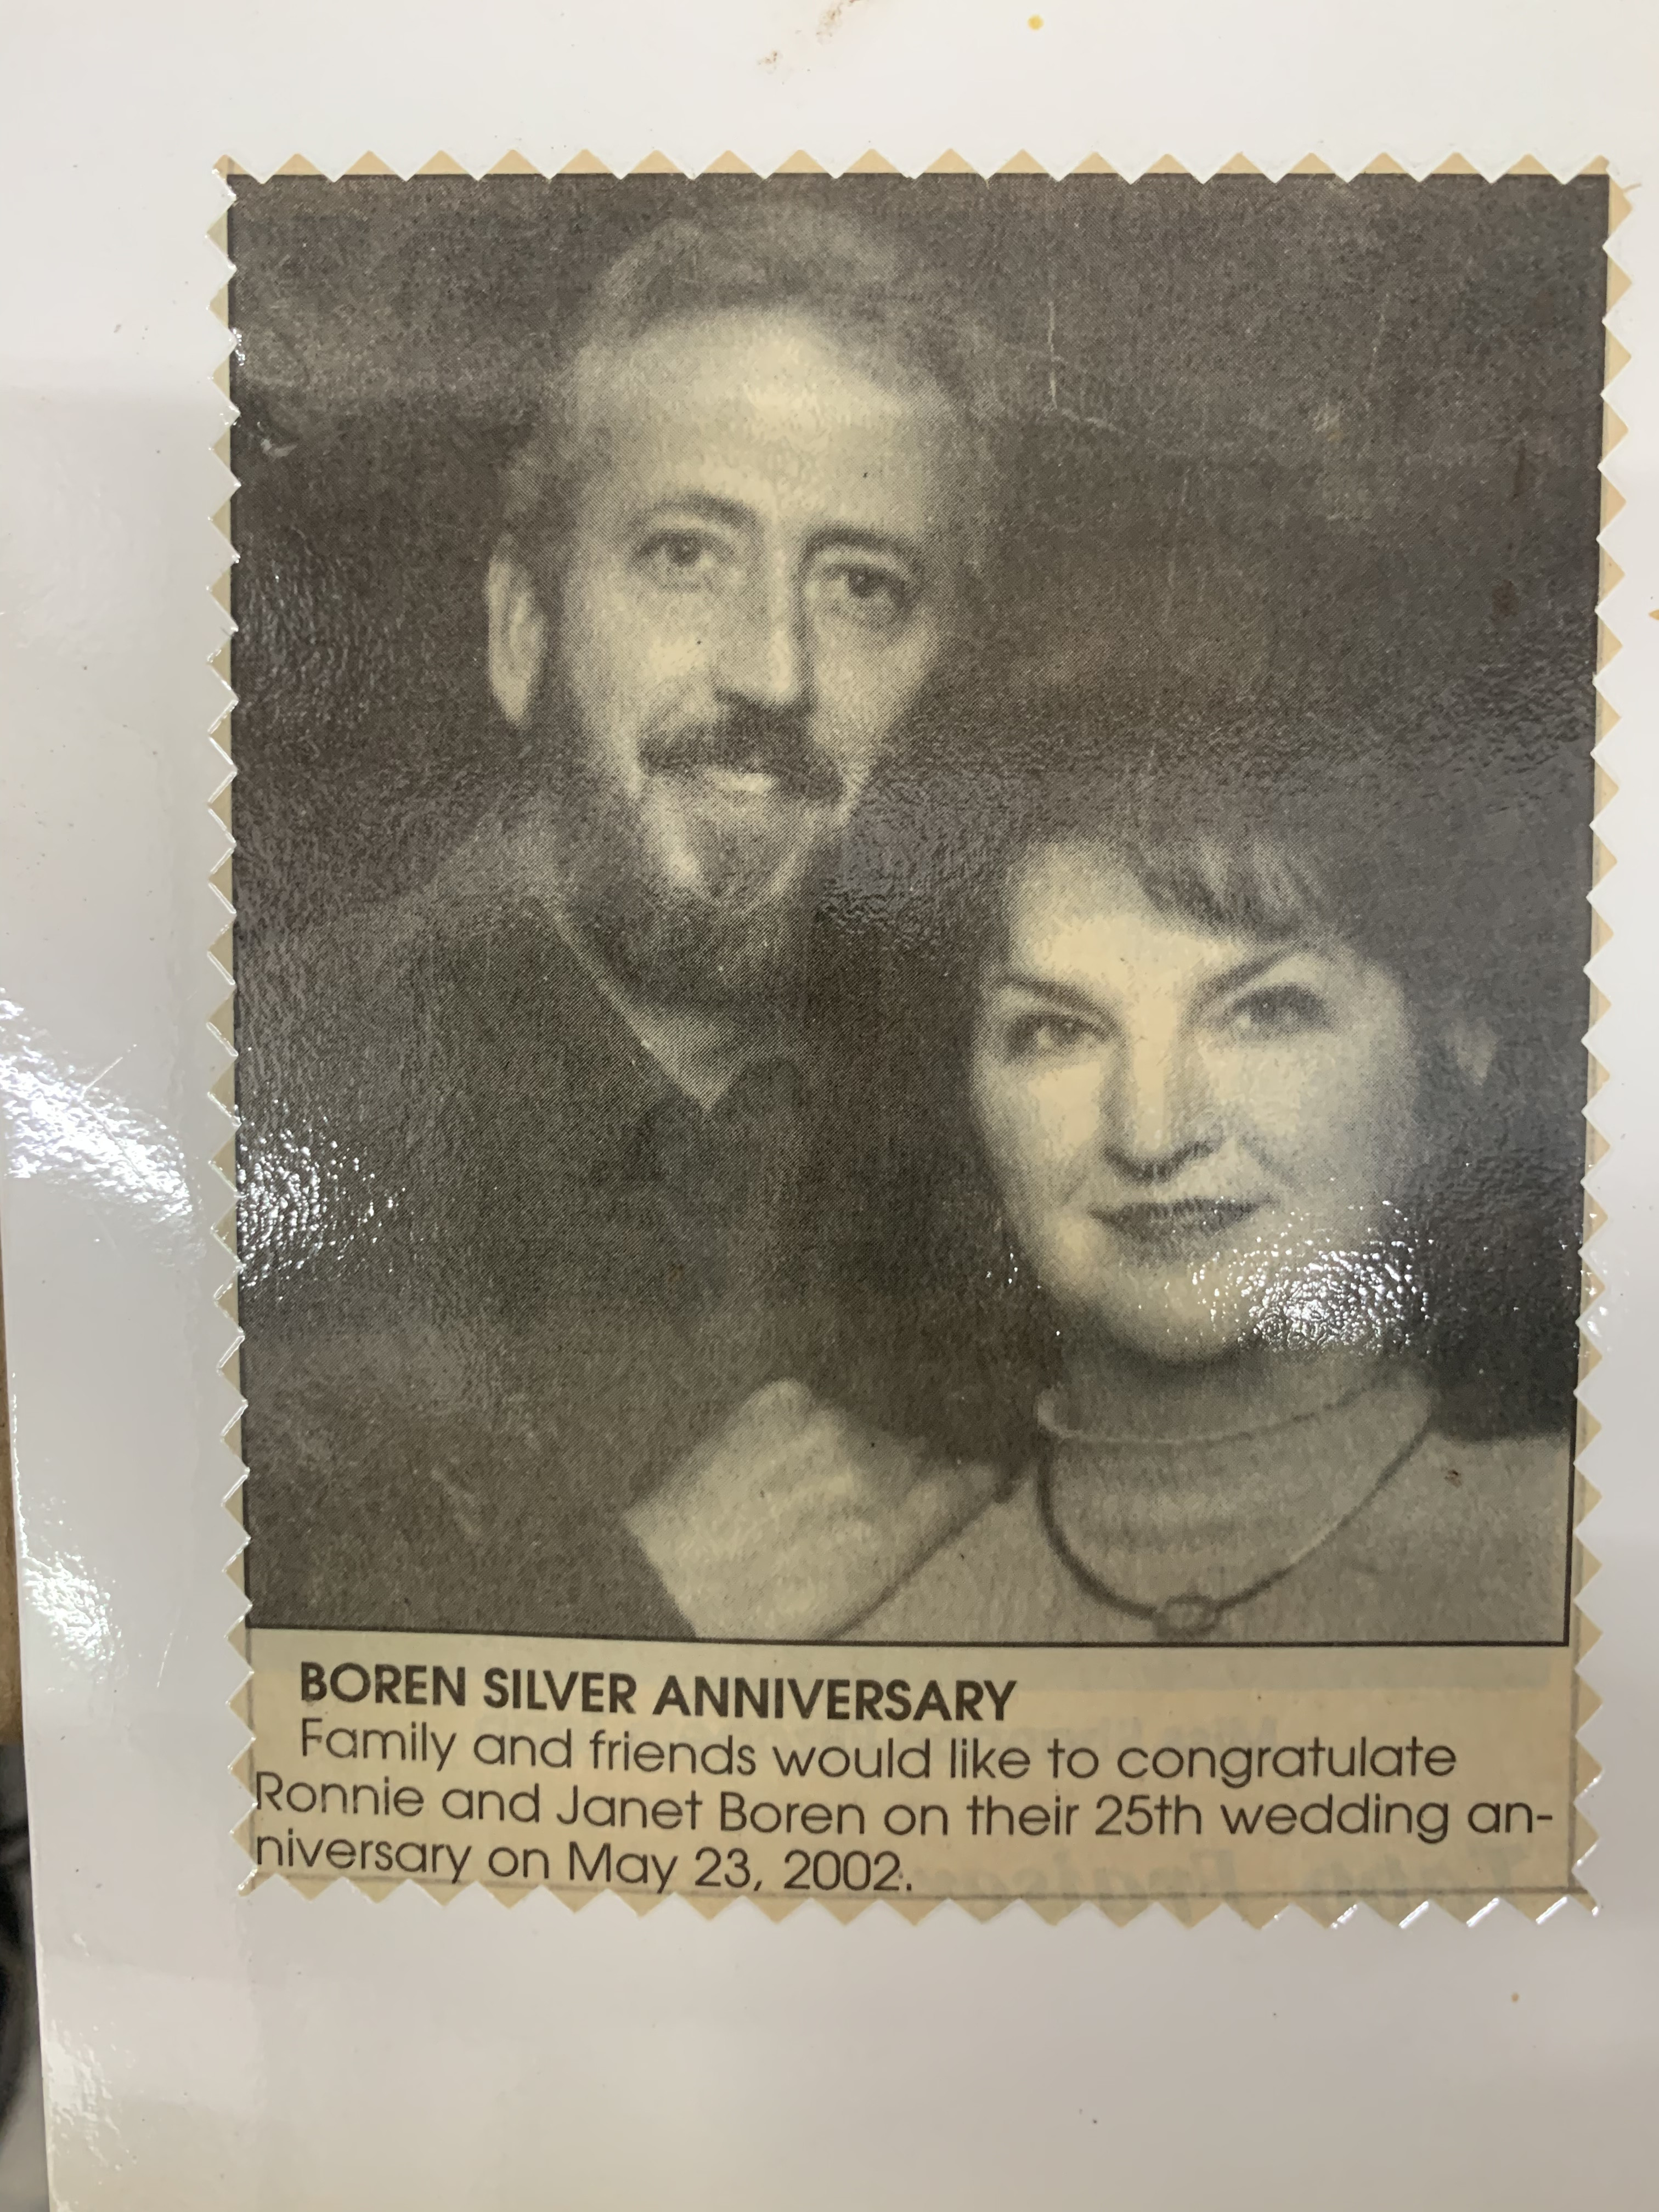 BOREN SILVER ANNIVERSARY
Family and friends would like to congratulate
Ronnie and Janet Boren on their 25th wedding an-
niversary on May 23, 2002.